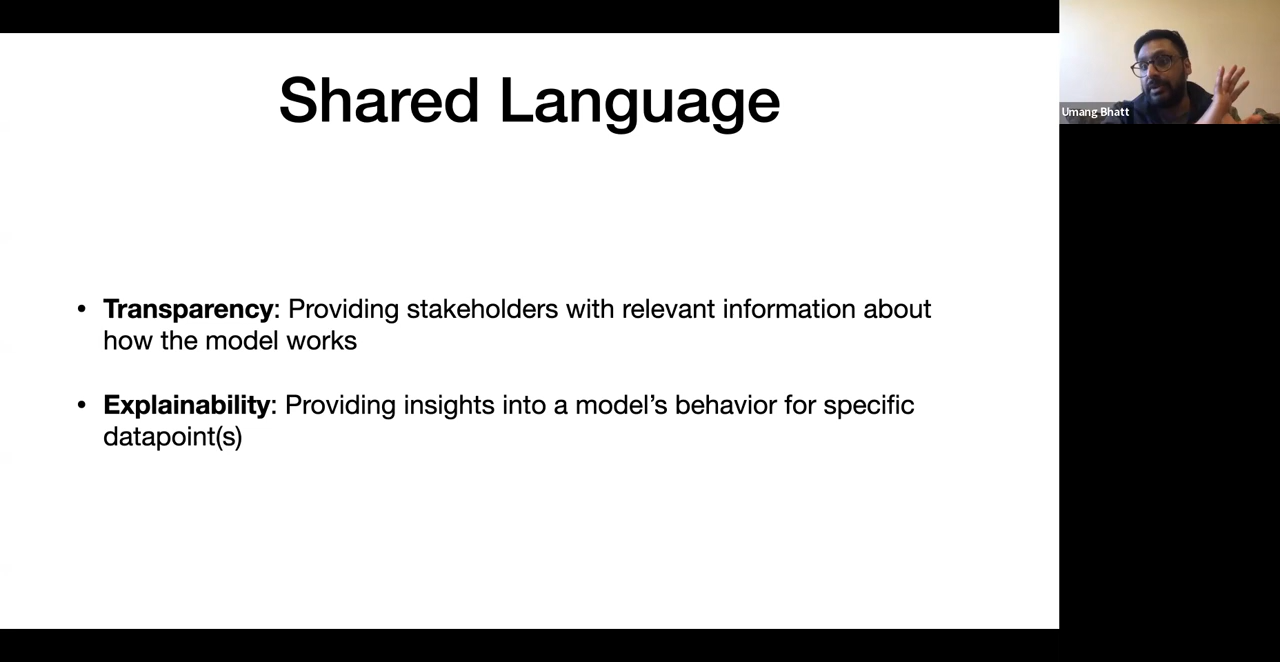 Shared Language
• Transparency: Providing stakeholders with relevant information about
how the model works
• Explainability: Providing insights into a model’s behavior for specific
datapoint(s)
Umang Bhatt